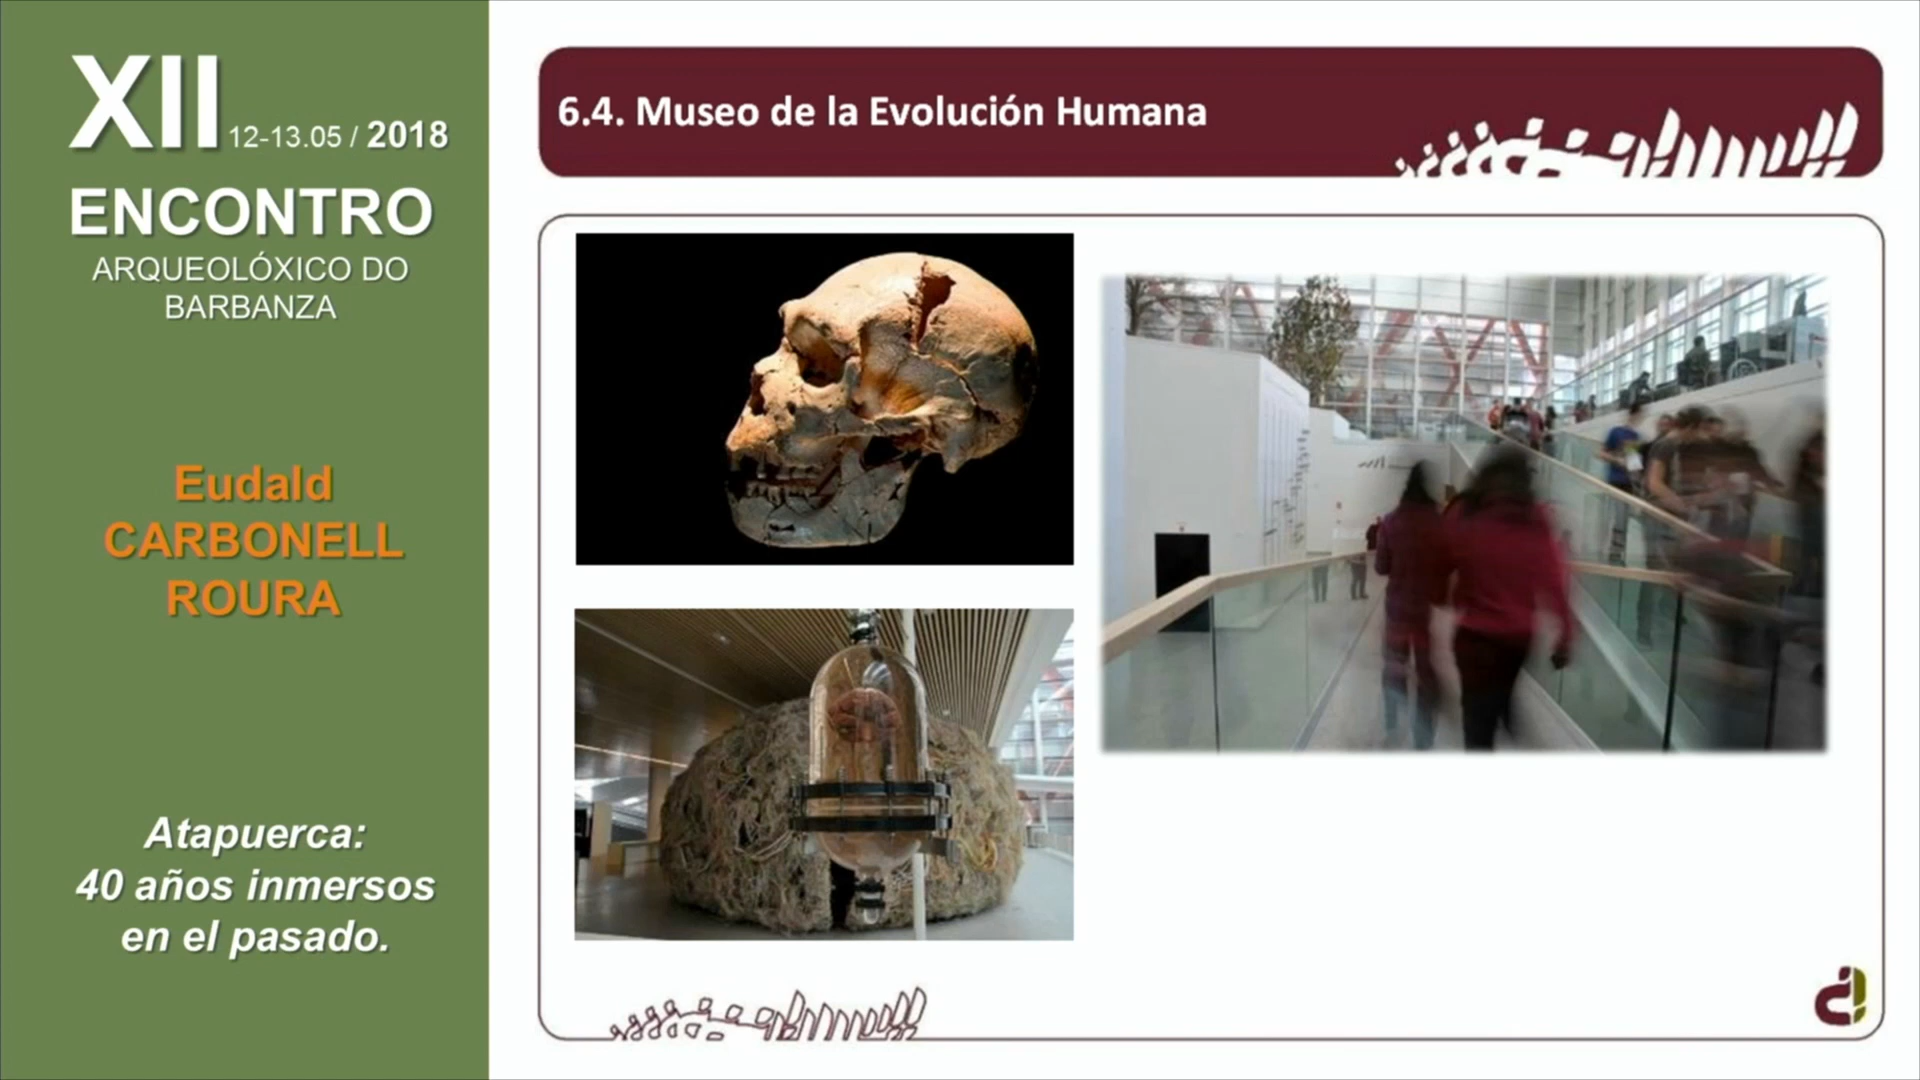 XII 12-13.05 / 2018
ENCONTRO
ARQUEOLÓXICO DO
BARBANZA
Eudald
CARBONELL
ROURA
Atapuerca:
40 años inmersos
en el pasado.
6.4. Museo de la Evolución Humana